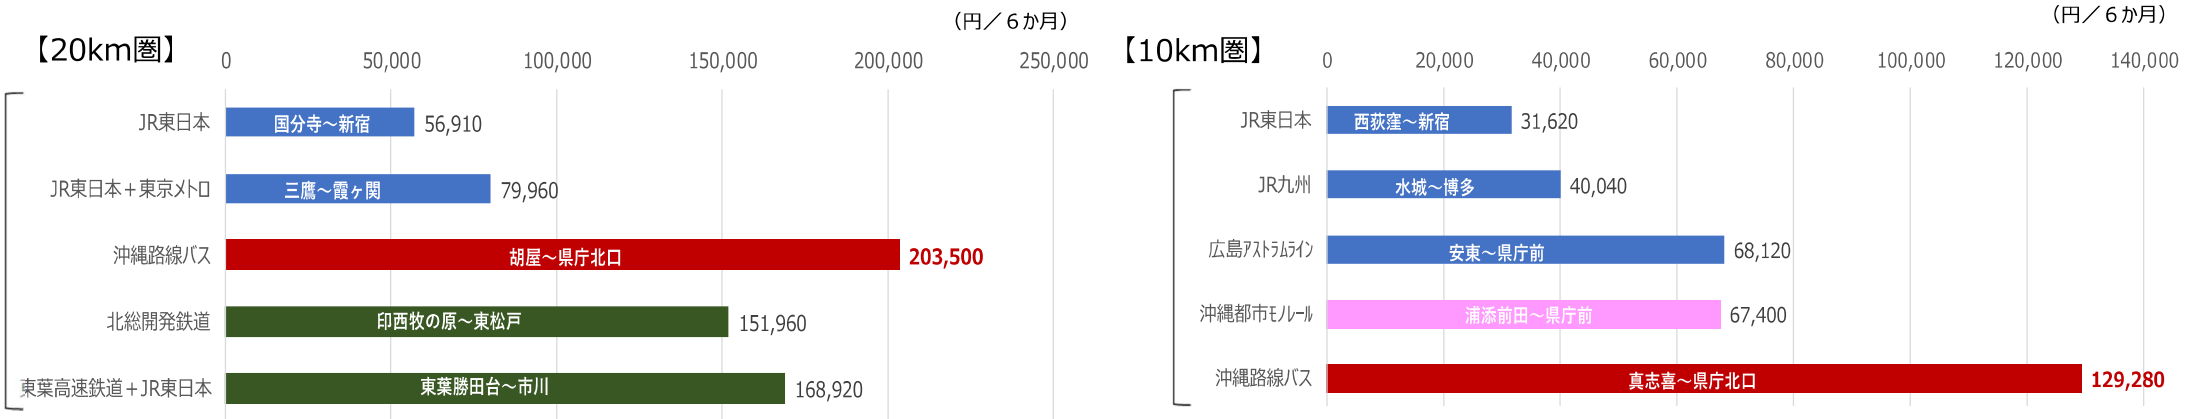 (円／６か月)
【20km圏】
0 50,000 100,000 150,000 200,000 250,000
JR東日本 国分寺～新宿 56,910
JR東日本＋東京ﾒﾄﾛ 三鷹～霞ヶ関 79,960
沖縄路線バス 胡屋～県庁北口 203,500
北総開発鉄道 印西牧の原～東松戸 151,960
東葉高速鉄道＋JR東日本 東葉勝田台～市川 168,920
(円／６か月)
【10km圏】
0 20,000 40,000 60,000 80,000 100,000 120,000 140,000
JR東日本 西荻窪～新宿 31,620
JR九州 水城～博多 40,040
広島ｱｽﾄﾗﾑﾗｲﾝ 安東～県庁前 68,120
沖縄都市ﾓﾉﾚｰﾙ 浦添前田～県庁前 67,400
沖縄路線バス 真志喜～県庁北口 129,280